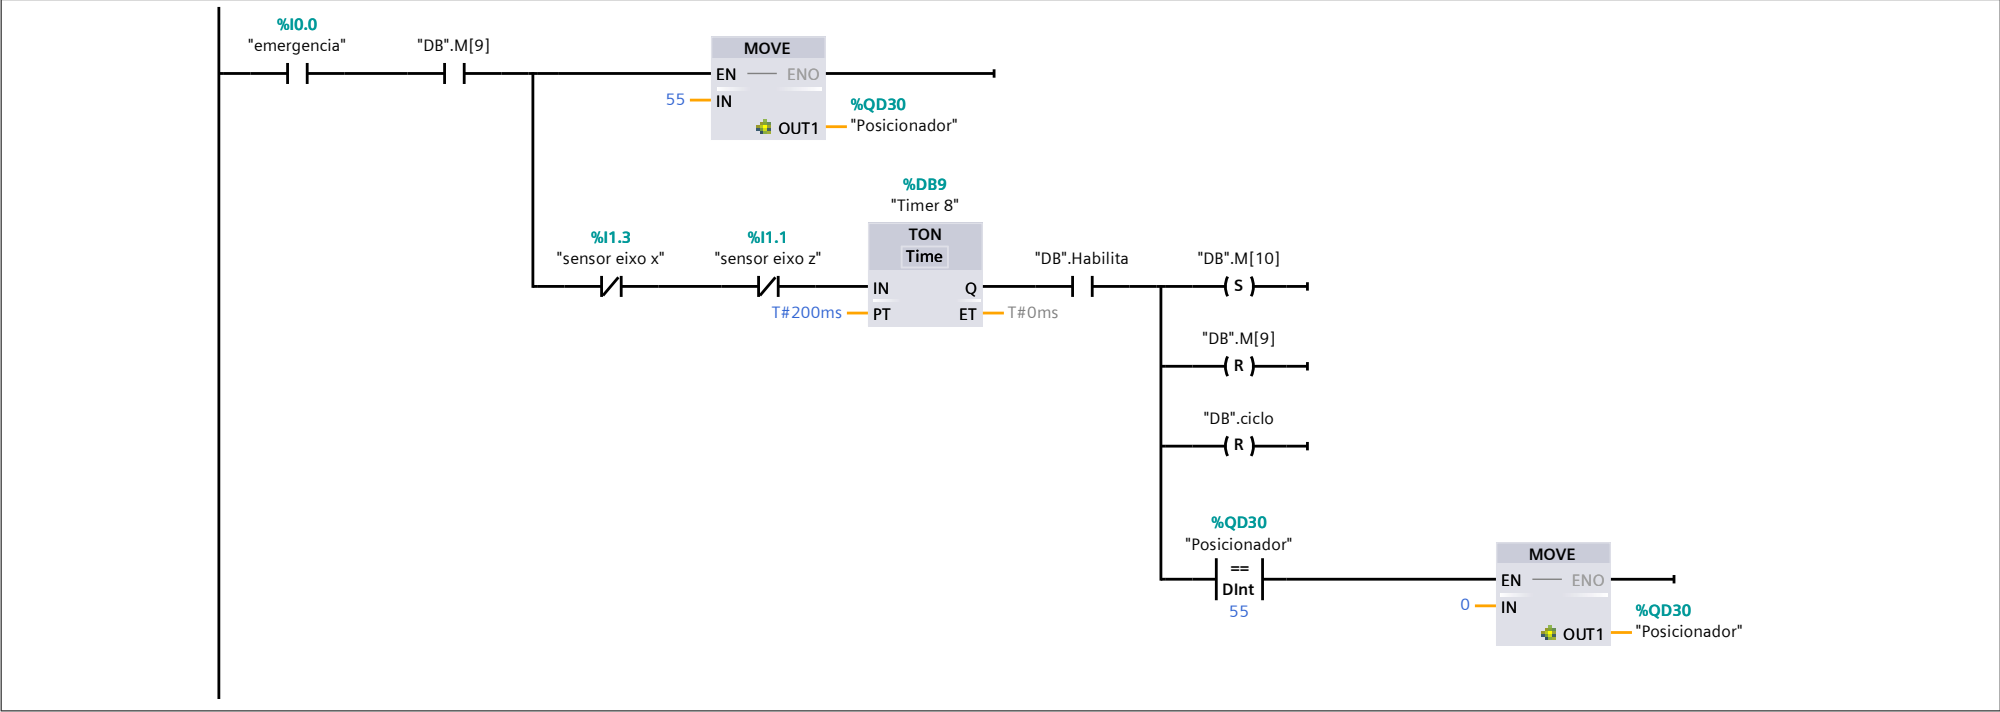 %I0.0
"emergencia"
"DB".M[9]
MOVE
EN
ENO
55
IN
OUT1
%QD30
"Posicionador"
%DB9
"Timer 8"
%I1.3
"sensor eixo x"
%I1.1
"sensor eixo z"
TON
Time
IN
Q
T#200ms
PT
ET
T#0ms
"DB".Habilita
"DB".M[10]
S
"DB".M[9]
R
"DB".ciclo
R
%QD30
"Posicionador"
==
DInt
55
MOVE
EN
ENO
0
IN
OUT1
%QD30
"Posicionador"